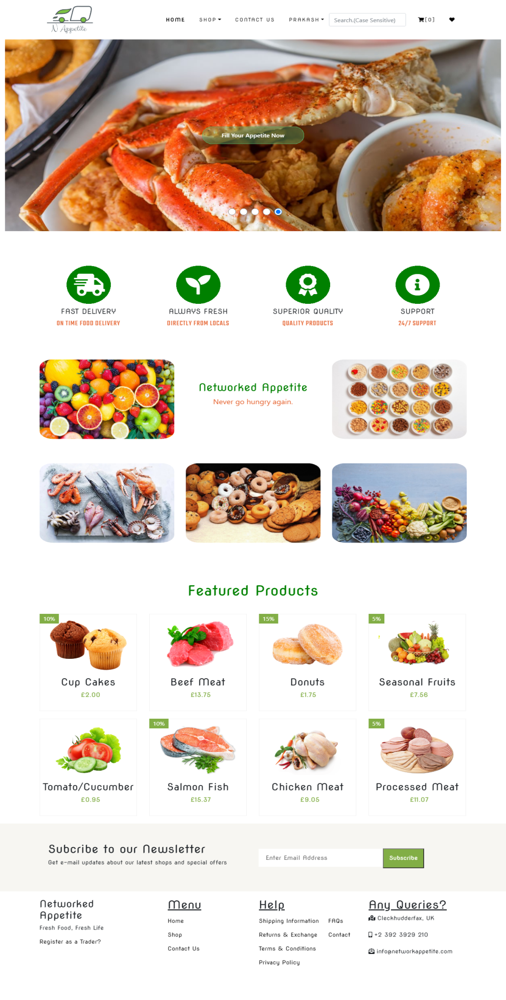 N Appetite
HOME SHOP CONTACT US PRAKASH Search.(Case Sensitive) [0]
Fill Your Appetite Now
FAST DELIVERY ALWAYS FRESH SUPERIOR QUALITY SUPPORT
ON TIME FOOD DELIVERY DIRECTLY FROM LOCALS QUALITY PRODUCTS 24/7 SUPPORT
Networked Appetite
Never go hungry again.
Featured Products
10% 15% 5%
Cup Cakes Beef Meat Donuts Seasonal Fruits
£2.00 £13.75 £1.75 £7.56
10% 5%
Tomato/Cucumber Salmon Fish Chicken Meat Processed Meat
£0.95 £15.37 £9.05 £11.07
Subcribe to our Newsletter
Get e-mail updates about our latest shops and special offers
Enter Email Address Subscribe
Networked
Appetite
Fresh Food, Fresh Life
Register as a Trader?
Menu
Home
Shop
Contact Us
Help
Shipping Information FAQs
Returns & Exchange Contact
Terms & Conditions
Privacy Policy
Any Queries?
Cleckhudderfax, UK
+2 392 3929 210
info@networkappetite.com